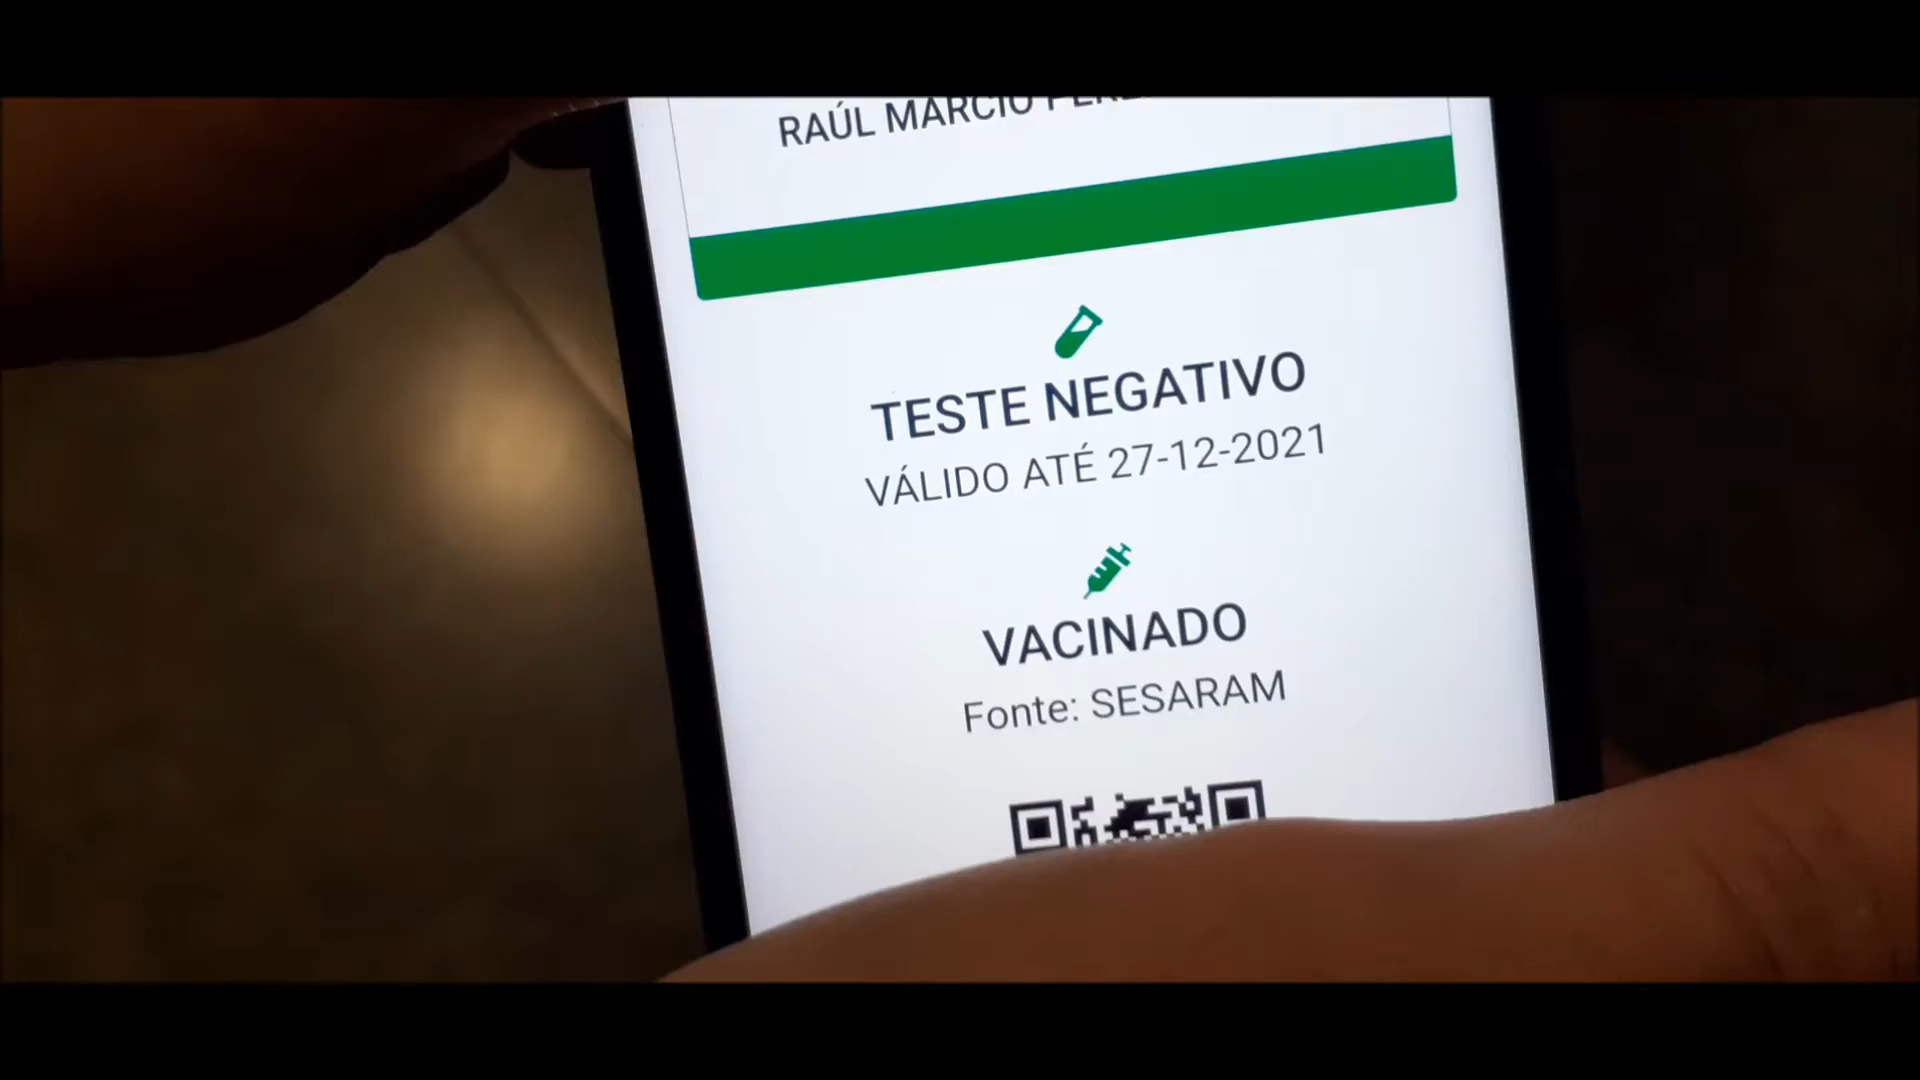 RAÚL MÁRCIO
TESTE NEGATIVO
VÁLIDO ATÉ 27-12-2021
VACINADO
Fonte: SESARAM